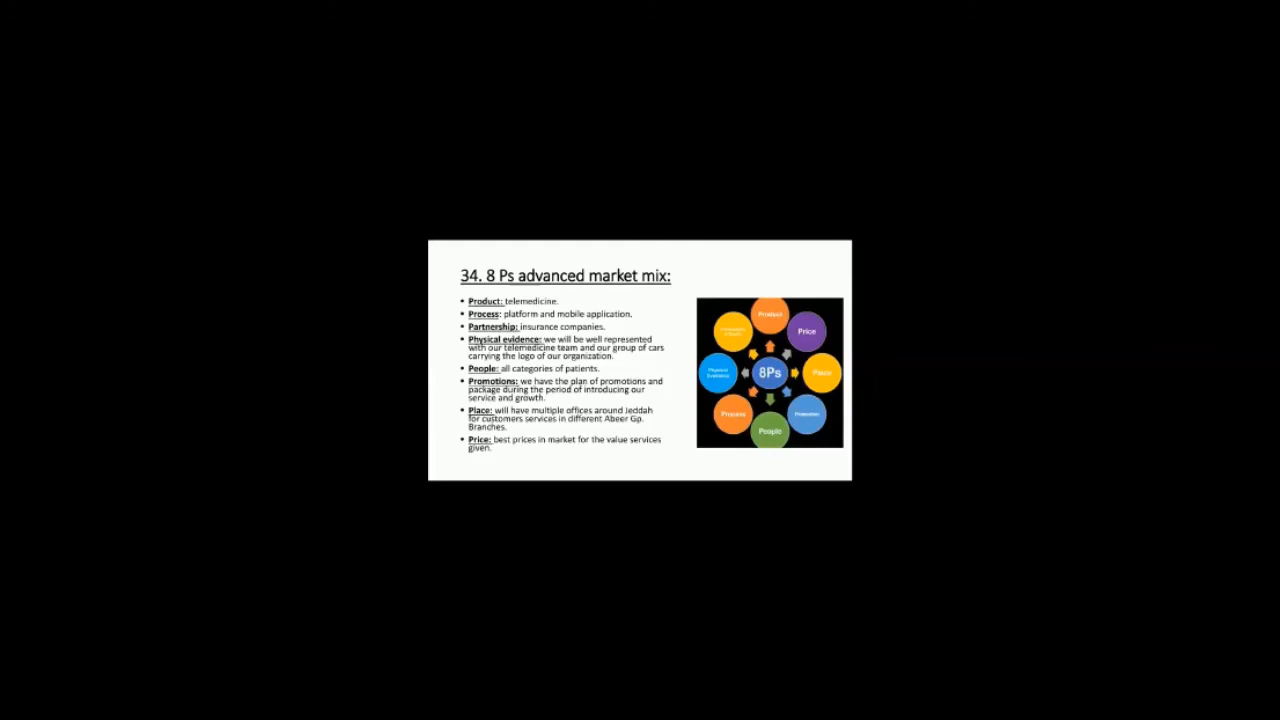 34. 8 Ps advanced market mix:
• Product: telemedicine.
• Process: platform and mobile application.
• Partnership: insurance companies.
• Physical evidence: we will be well represented
with our telemedicine team and our group of cars
carrying the logo of our organization.
• People: all categories of patients.
• Promotions: we have the plan of promotions and
package during the period of introducing our
service and growth.
• Place: will have multiple offices around Jeddah
for customers services in different Abeer Gp.
Branches.
• Price: best prices in market for the value services
given.
Product
Price
Place
Promotion
People
Process
Physical
Evidence
8Ps